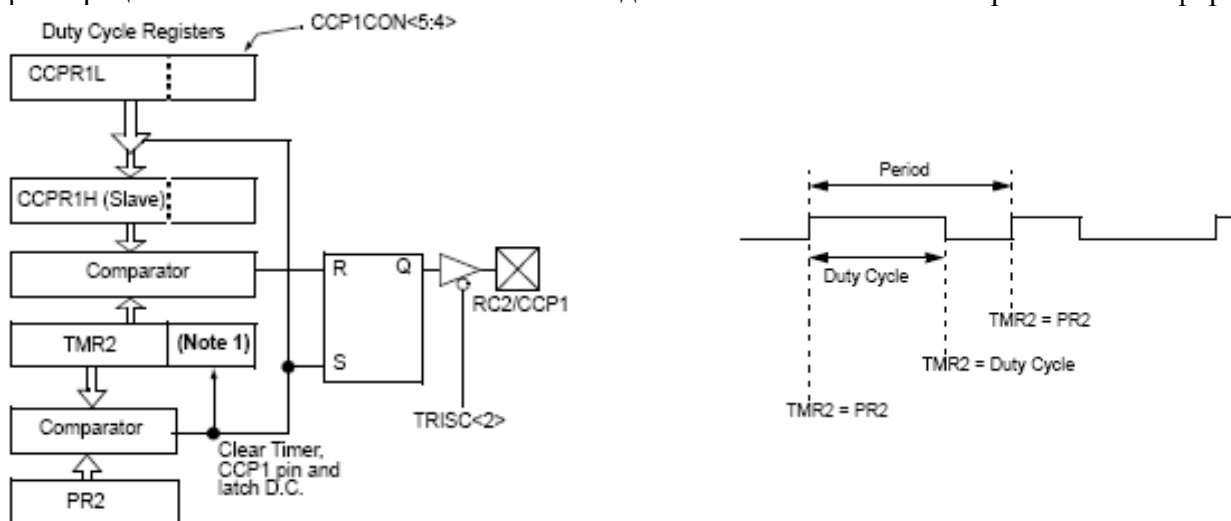 CCP1CON<5:4>
Duty Cycle Registers
CCPR1L
CCPR1H (Slave)
Comparator
R
Q
RC2/CCP1
TMR2
(Note 1)
S
TRISC<2>
Comparator
Clear Timer,
CCP1 pin and
latch D.C.
PR2
Period
Duty Cycle
TMR2 = PR2
TMR2 = Duty Cycle
TMR2 = PR2